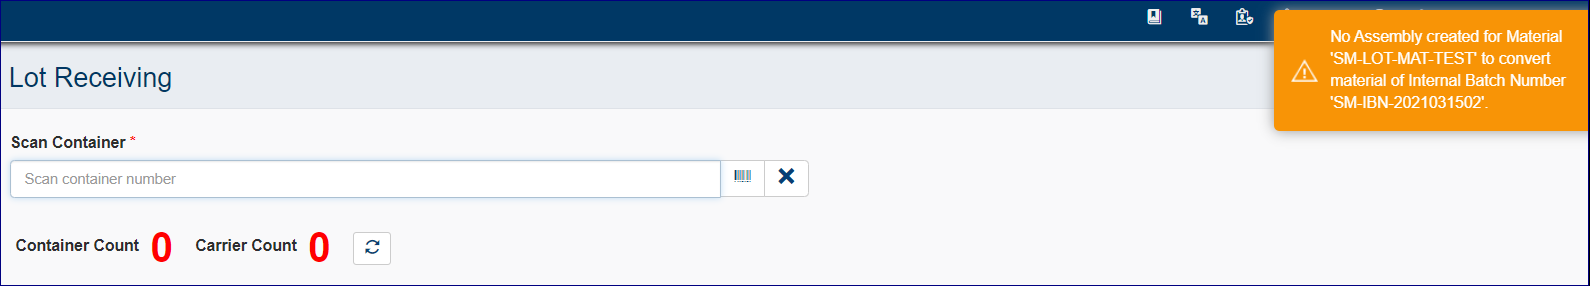 No Assembly created for Material
'SM-LOT-MAT-TEST' to convert
material of Internal Batch Number
'SM-IBN-2021031502'.
Lot Receiving
Scan Container *
Scan container number
Container Count 0 Carrier Count 0